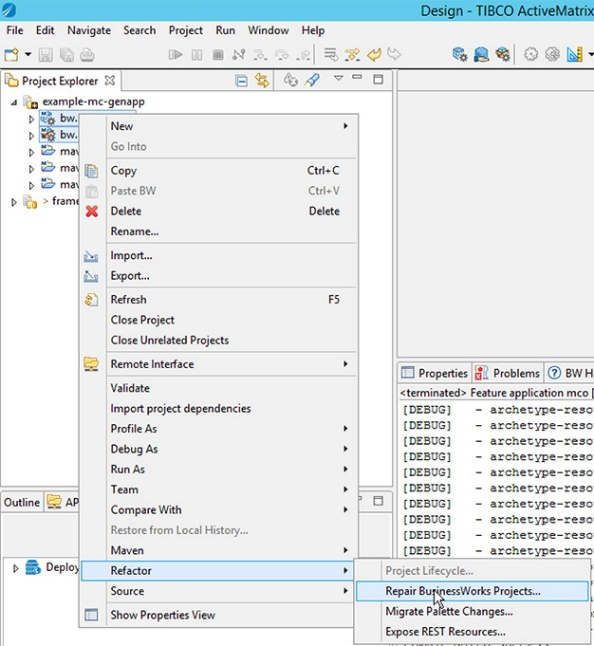 Design - TIBCO ActiveMatrix
File Edit Navigate Search Project Run Window Help
Project Explorer
example-mc-genapp
bw.
bw.
mav
mav
mav
> frame
New
Go Into
Copy Ctrl+C
Paste BW Ctrl+V
Delete Delete
Rename...
Import...
Export...
Refresh F5
Close Project
Close Unrelated Projects
Remote Interface
Validate
Import project dependencies
Profile As
Debug As
Run As
Team
Compare With
Restore from Local History...
Maven
Refactor
Source
Show Properties View
Project Lifecycle...
Repair BusinessWorks Projects...
Migrate Palette Changes...
Expose REST Resources...
Outline AP
Deploy
Properties Problems BW H
<terminated> Feature application mco [
[DEBUG] - archetype-reso
[DEBUG] - archetype-reso
[DEBUG] - archetype-reso
[DEBUG] - archetype-reso
[DEBUG] - archetype-reso
[DEBUG] - archetype-reso
[DEBUG] - archetype-reso
[DEBUG] - archetype-reso
[DEBUG] - archetype-reso
[DEBUG] - archetype-reso